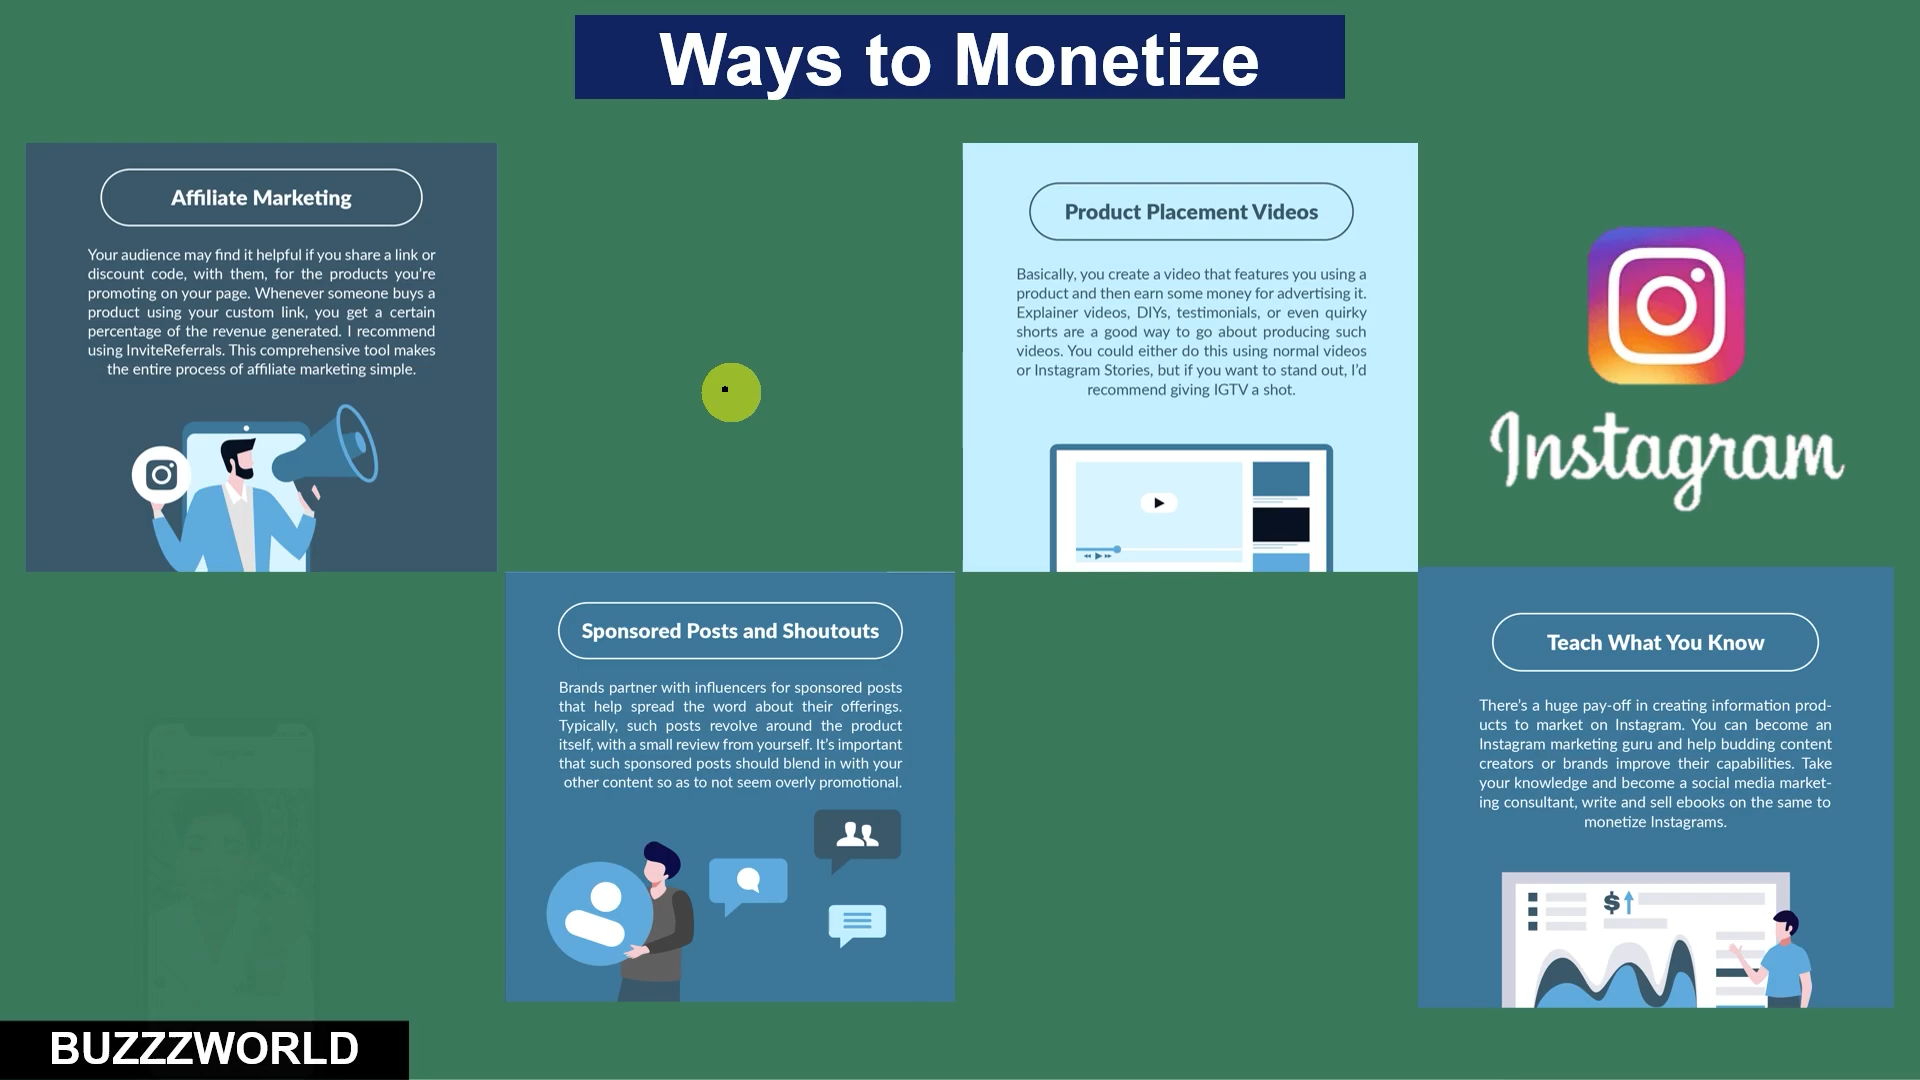 Ways to Monetize
Affiliate Marketing
Your audience may find it helpful if you share a link or
discount code, with them, for the products you're
promoting on your page. Whenever someone buys a
product using your custom link, you get a certain
percentage of the revenue generated. I recommend
using InviteReferrals. This comprehensive tool makes
the entire process of affiliate marketing simple.
Product Placement Videos
Basically, you create a video that features you using a
product and then earn some money for advertising it.
Explainer videos, DIYs, testimonials, or even quirky
shorts are a good way to go about producing such
videos. You could either do this using normal videos
or Instagram Stories, but if you want to stand out, I'd
recommend giving IGTV a shot.
Instagram
Sponsored Posts and Shoutouts
Brands partner with influencers for sponsored posts
that help spread the word about their offerings.
Typically, such posts revolve around the product
itself, with a small review from yourself. It's important
that such sponsored posts should blend in with your
other content so as to not seem overly promotional.
Teach What You Know
There's a huge pay-off in creating information prod-
ucts to market on Instagram. You can become an
Instagram marketing guru and help budding content
creators or brands improve their capabilities. Take
your knowledge and become a social media market-
ing consultant, write and sell ebooks on the same to
monetize Instagrams.
$
BUZZZWORLD